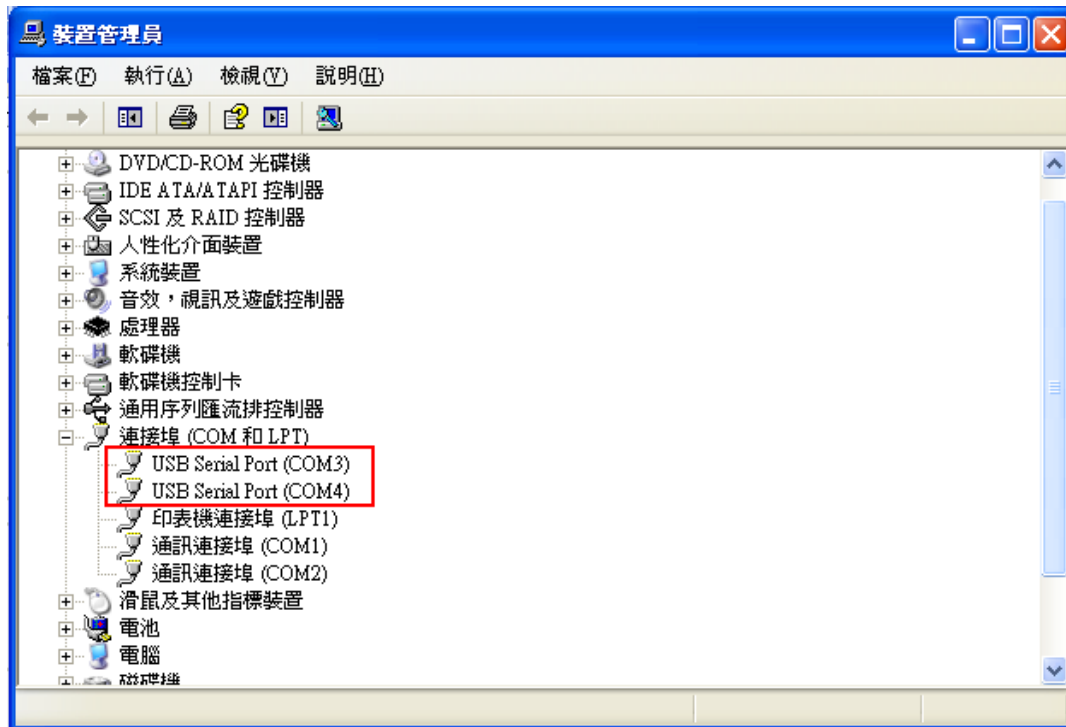 裝置管理員
檔案(F) 執行(A) 檢視(V) 說明(H)
DVD/CD-ROM 光碟機
IDE ATA/ATAPI 控制器
SCSI 及 RAID 控制器
人性化介面裝置
系統裝置
音效，視訊及遊戲控制器
處理器
軟碟機
軟碟機控制卡
通用序列匯流排控制器
連接埠 (COM 和 LPT)
USB Serial Port (COM3)
USB Serial Port (COM4)
印表機連接埠 (LPT1)
通訊連接埠 (COM1)
通訊連接埠 (COM2)
滑鼠及其他指標裝置
電池
電腦
磁碟機